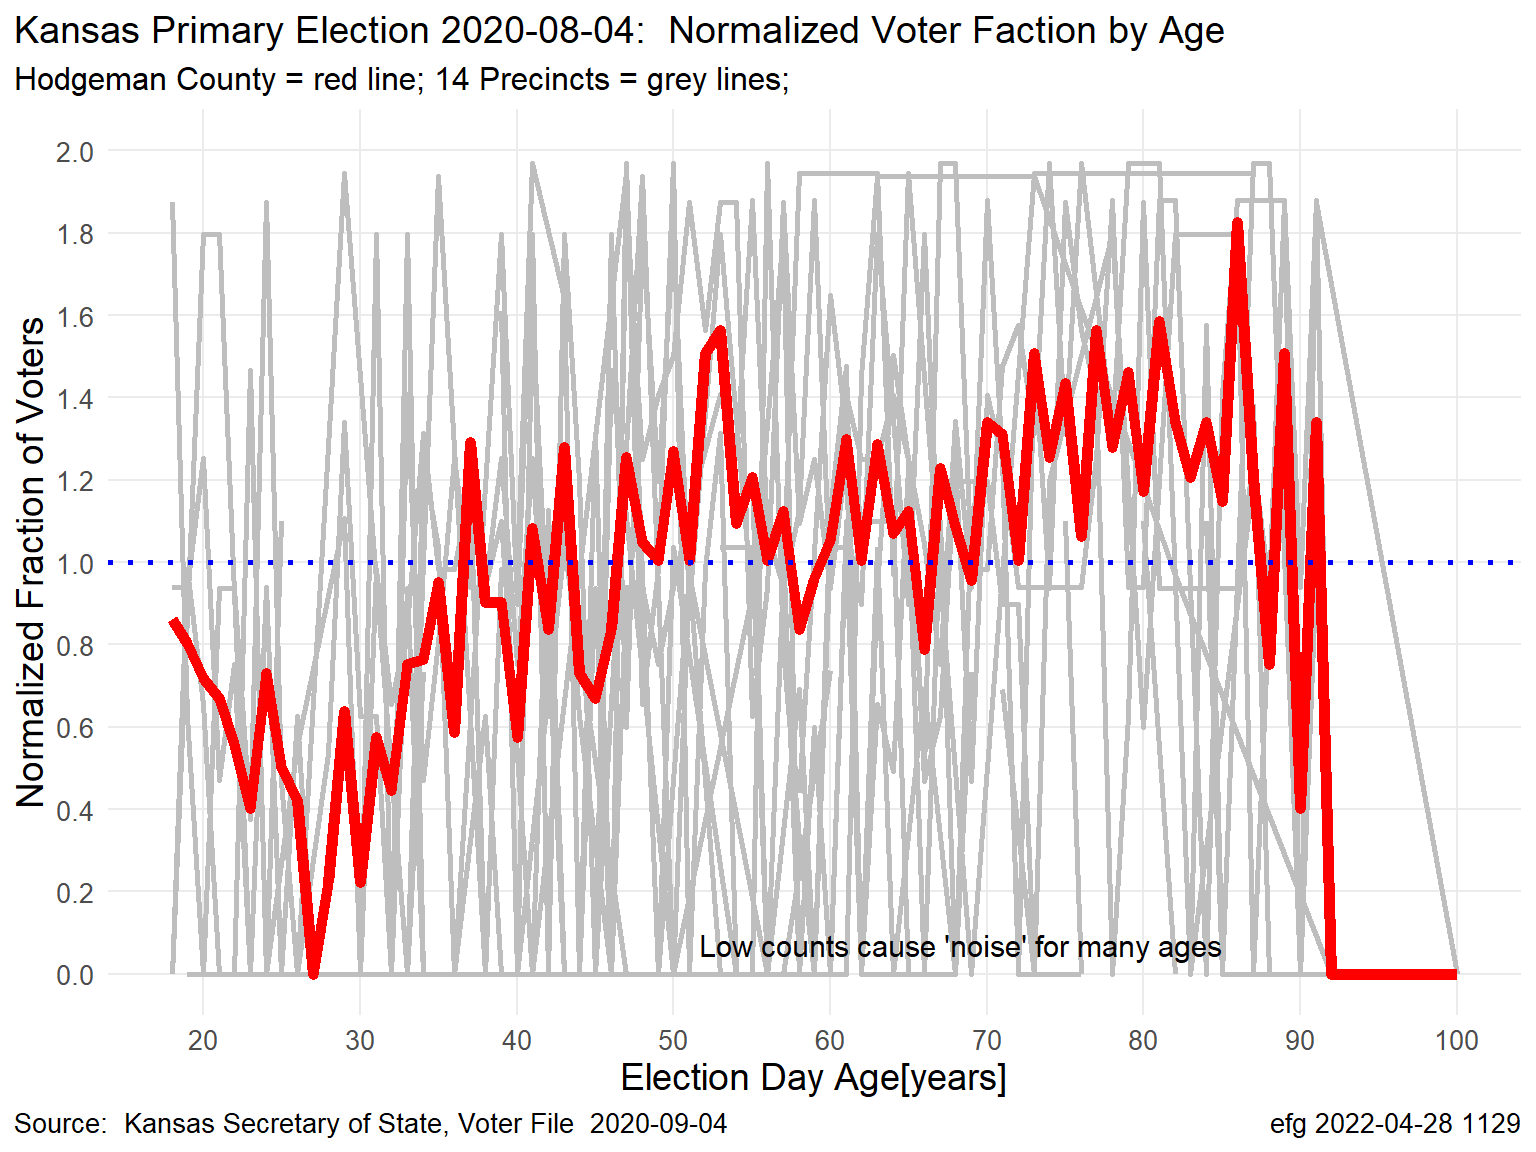 Kansas Primary Election 2020-08-04:  Normalized Voter Faction by Age
Hodgeman County = red line; 14 Precincts = grey lines;
Normalized Fraction of Voters
2.0
1.8
1.6
1.4
1.2
1.0
0.8
0.6
0.4
0.2
0.0
Low counts cause 'noise' for many ages
20 30 40 50 60 70 80 90 100
Election Day Age[years]
Source:  Kansas Secretary of State, Voter File  2020-09-04
efg 2022-04-28 1129